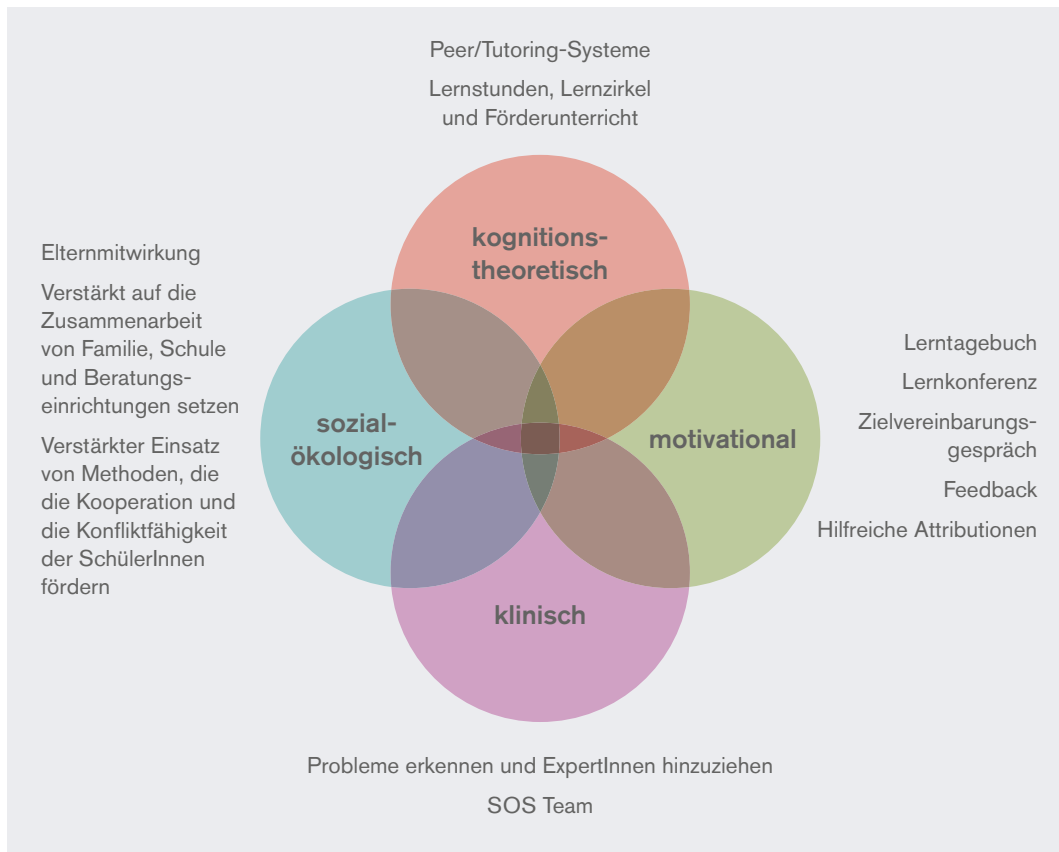 Peer/Tutoring-Systeme
Lernstunden, Lernzirkel
und Förderunterricht
kognitions-
theoretisch
Elternmitwirkung
Verstärkt auf die
Zusammenarbeit
von Familie, Schule
und Beratungs-
einrichtungen setzen
Verstärkter Einsatz
von Methoden, die
die Kooperation und
die Konfliktfähigkeit
der SchülerInnen
fördern
sozial-
ökologisch
motivational
Lerntagebuch
Lernkonferenz
Zielvereinbarungs-
gespräch
Feedback
Hilfreiche Attributionen
klinisch
Probleme erkennen und ExpertInnen hinzuziehen
SOS Team